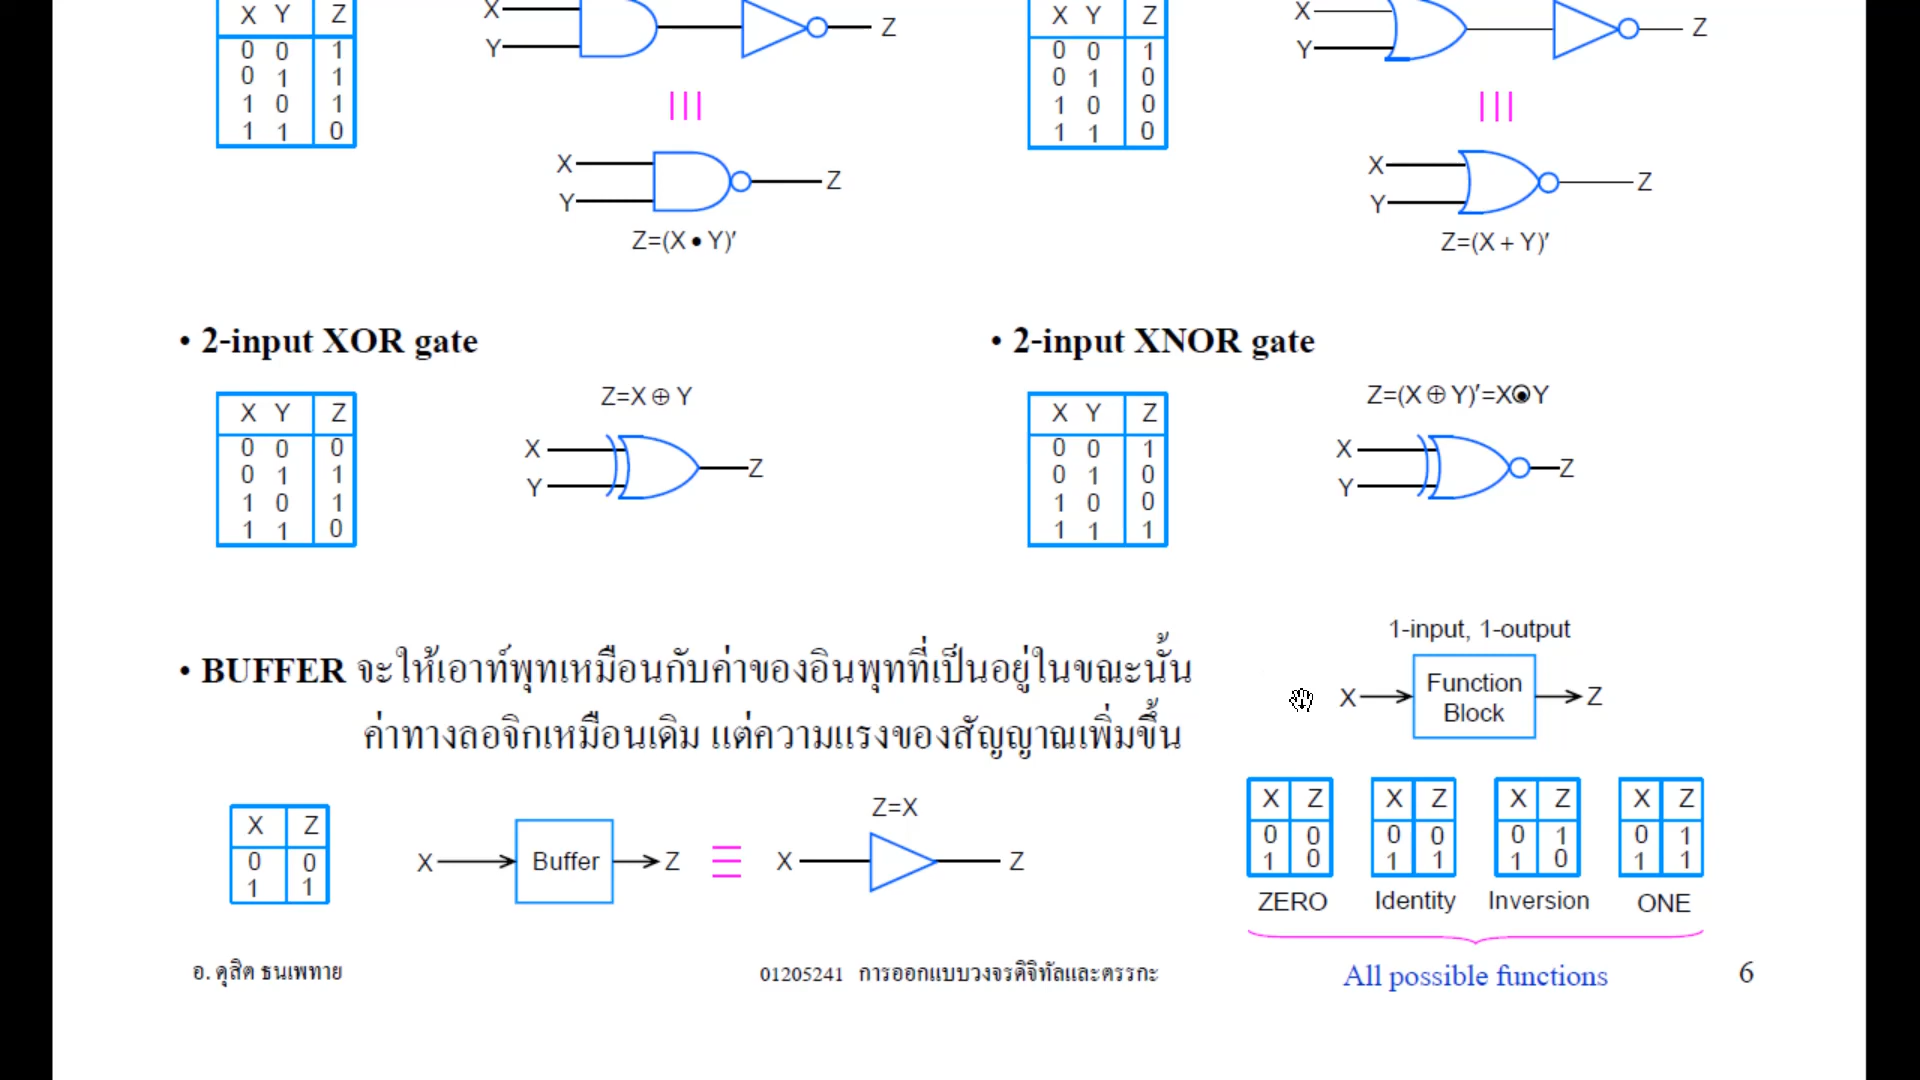 X Y Z
0 0 1
0 1 1
1 0 1
1 1 0
X
Y
Z
X
Y
Z
Z=(X • Y)′
X Y Z
0 0 1
0 1 0
1 0 0
1 1 0
X
Y
Z
X
Y
Z
Z=(X + Y)′
• 2-input XOR gate
X Y Z
0 0 0
0 1 1
1 0 1
1 1 0
Z=X ⊕ Y
X
Y
Z
• 2-input XNOR gate
X Y Z
0 0 1
0 1 0
1 0 0
1 1 1
Z=(X ⊕ Y)′=X⊙Y
X
Y
Z
• BUFFER จะให้เอาท์พุทเหมือนกับค่าของอินพุทที่เป็นอยู่ในขณะนั้น
ค่าทางลอจิกเหมือนเดิม แต่ความแรงของสัญญาณเพิ่มขึ้น
X Z
0 0
1 1
X Buffer Z
Z=X
X Z
1-input, 1-output
X Function Block Z
X Z
0 0
1 0
ZERO
X Z
0 0
1 1
Identity
X Z
0 1
1 0
Inversion
X Z
0 1
1 1
ONE
All possible functions
อ. ดุสิต ธนเพทาย
01205241 การออกแบบวงจรดิจิทัลและตรรกะ
6